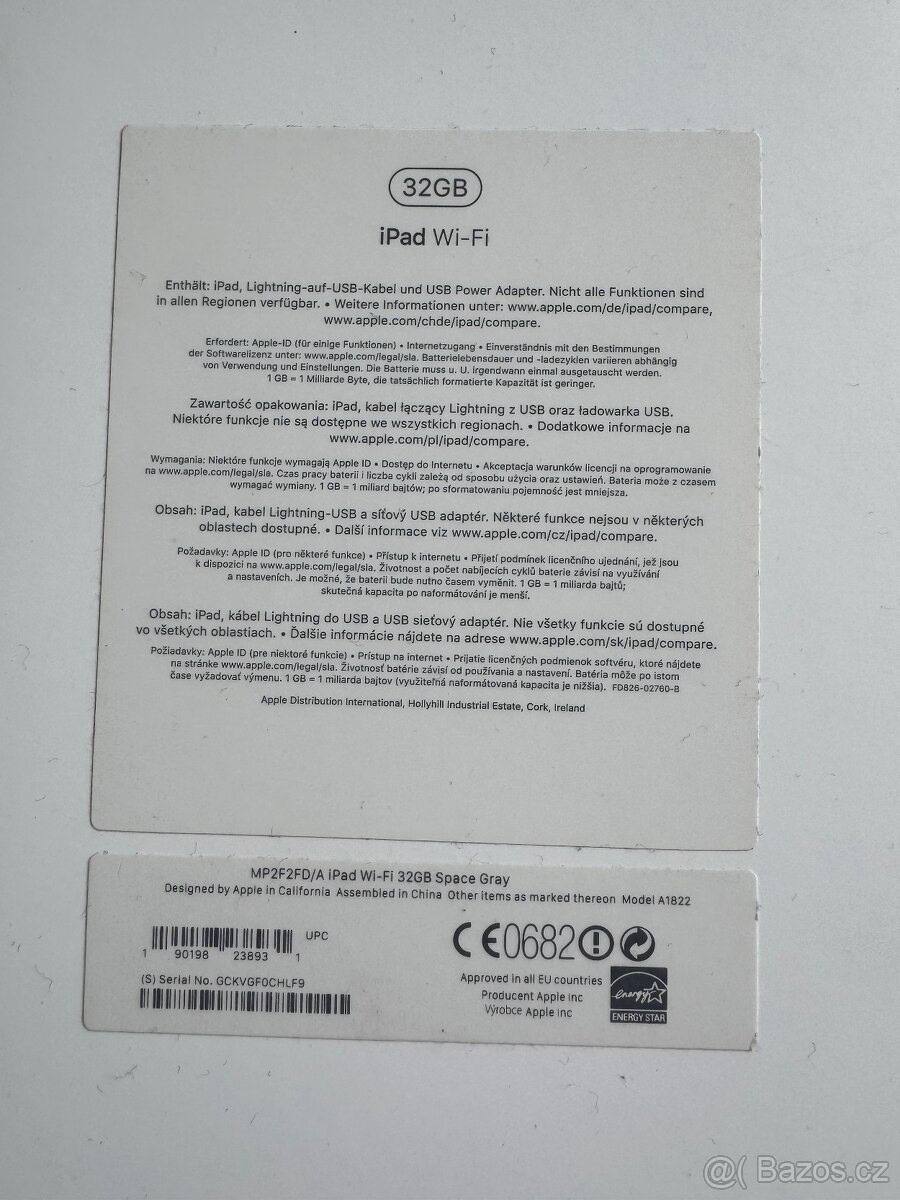 32GB
iPad Wi-Fi
Enthält: iPad, Lightning-auf-USB-Kabel und USB Power Adapter. Nicht alle Funktionen sind
in allen Regionen verfügbar. • Weitere Informationen unter: www.apple.com/de/ipad/compare,
www.apple.com/chde/ipad/compare.
Erfordert: Apple-ID (für einige Funktionen) • Internetzugang • Einverständnis mit den Bestimmungen
der Softwarelizenz unter: www.apple.com/legal/sla. Batterielebensdauer und -ladezyklen variieren abhängig
von Verwendung und Einstellungen. Die Batterie muss u. U. irgendwann einmal ausgetauscht werden.
1 GB = 1 Milliarde Byte, die tatsächlich formatierte Kapazität ist geringer.
Zawartość opakowania: iPad, kabel łączący Lightning z USB oraz ładowarka USB.
Niektóre funkcje nie są dostępne we wszystkich regionach. • Dodatkowe informacje na
www.apple.com/pl/ipad/compare.
Wymagania: Niektóre funkcje wymagają Apple ID • Dostęp do Internetu • Akceptacja warunków licencji na oprogramowanie
na www.apple.com/legal/sla. Czas pracy baterii i liczba cykli zależą od sposobu użycia oraz ustawień. Bateria może z czasem
wymagać wymiany. 1 GB = 1 miliard bajtów; po sformatowaniu pojemność jest mniejsza.
Obsah: iPad, kabel Lightning-USB a síťový USB adaptér. Některé funkce nejsou v některých
oblastech dostupné. • Další informace viz www.apple.com/cz/ipad/compare.
Požadavky: Apple ID (pro některé funkce) • Přístup k internetu • Přijetí podmínek licenčního ujednání, jež jsou
k dispozici na www.apple.com/legal/sla. Životnost a počet nabíjecích cyklů baterie závisí na využívání
a nastaveních. Je možné, že baterii bude nutno časem vyměnit. 1 GB = 1 miliarda bajtů;
skutečná kapacita po naformátování je menší.
Obsah: iPad, kábel Lightning do USB a USB sieťový adaptér. Nie všetky funkcie sú dostupné
vo všetkých oblastiach. • Ďalšie informácie nájdete na adrese www.apple.com/sk/ipad/compare.
Požiadavky: Apple ID (pre niektoré funkcie) • Prístup na internet • Prijatie licenčných podmienok softvéru, ktoré nájdete
na stránke www.apple.com/legal/sla. Životnosť batérie závisí od používania a nastavení. Batéria môže po istom
čase vyžadovať výmenu. 1 GB = 1 miliarda bajtov (využiteľná naformátovaná kapacita je nižšia). FD826-02760-B
Apple Distribution International, Hollyhill Industrial Estate, Cork, Ireland
MP2F2FD/A iPad Wi-Fi 32GB Space Gray
Designed by Apple in California Assembled in China Other items as marked thereon Model A1822
UPC
1 90198 23893 1
(S) Serial No. GCKVGF0CHLF9
CE0682
Approved in all EU countries
Producent Apple Inc
Výrobce Apple Inc
energy
ENERGY STAR
@( Bazos.cz